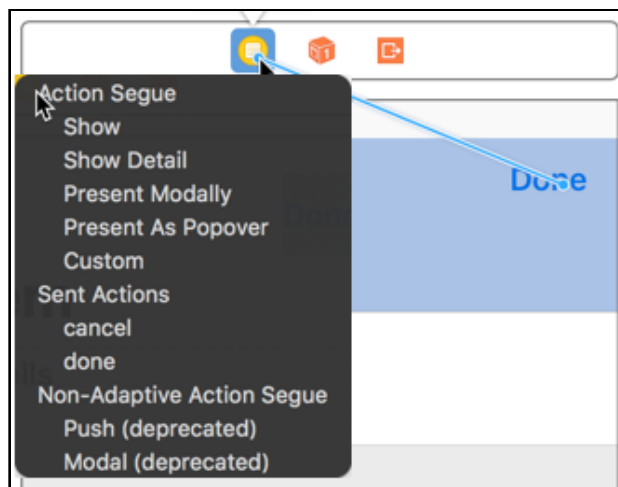 Action Segue
Show
Show Detail
Present Modally
Present As Popover
Custom
Sent Actions
cancel
done
Non-Adaptive Action Segue
Push (deprecated)
Modal (deprecated)
Done